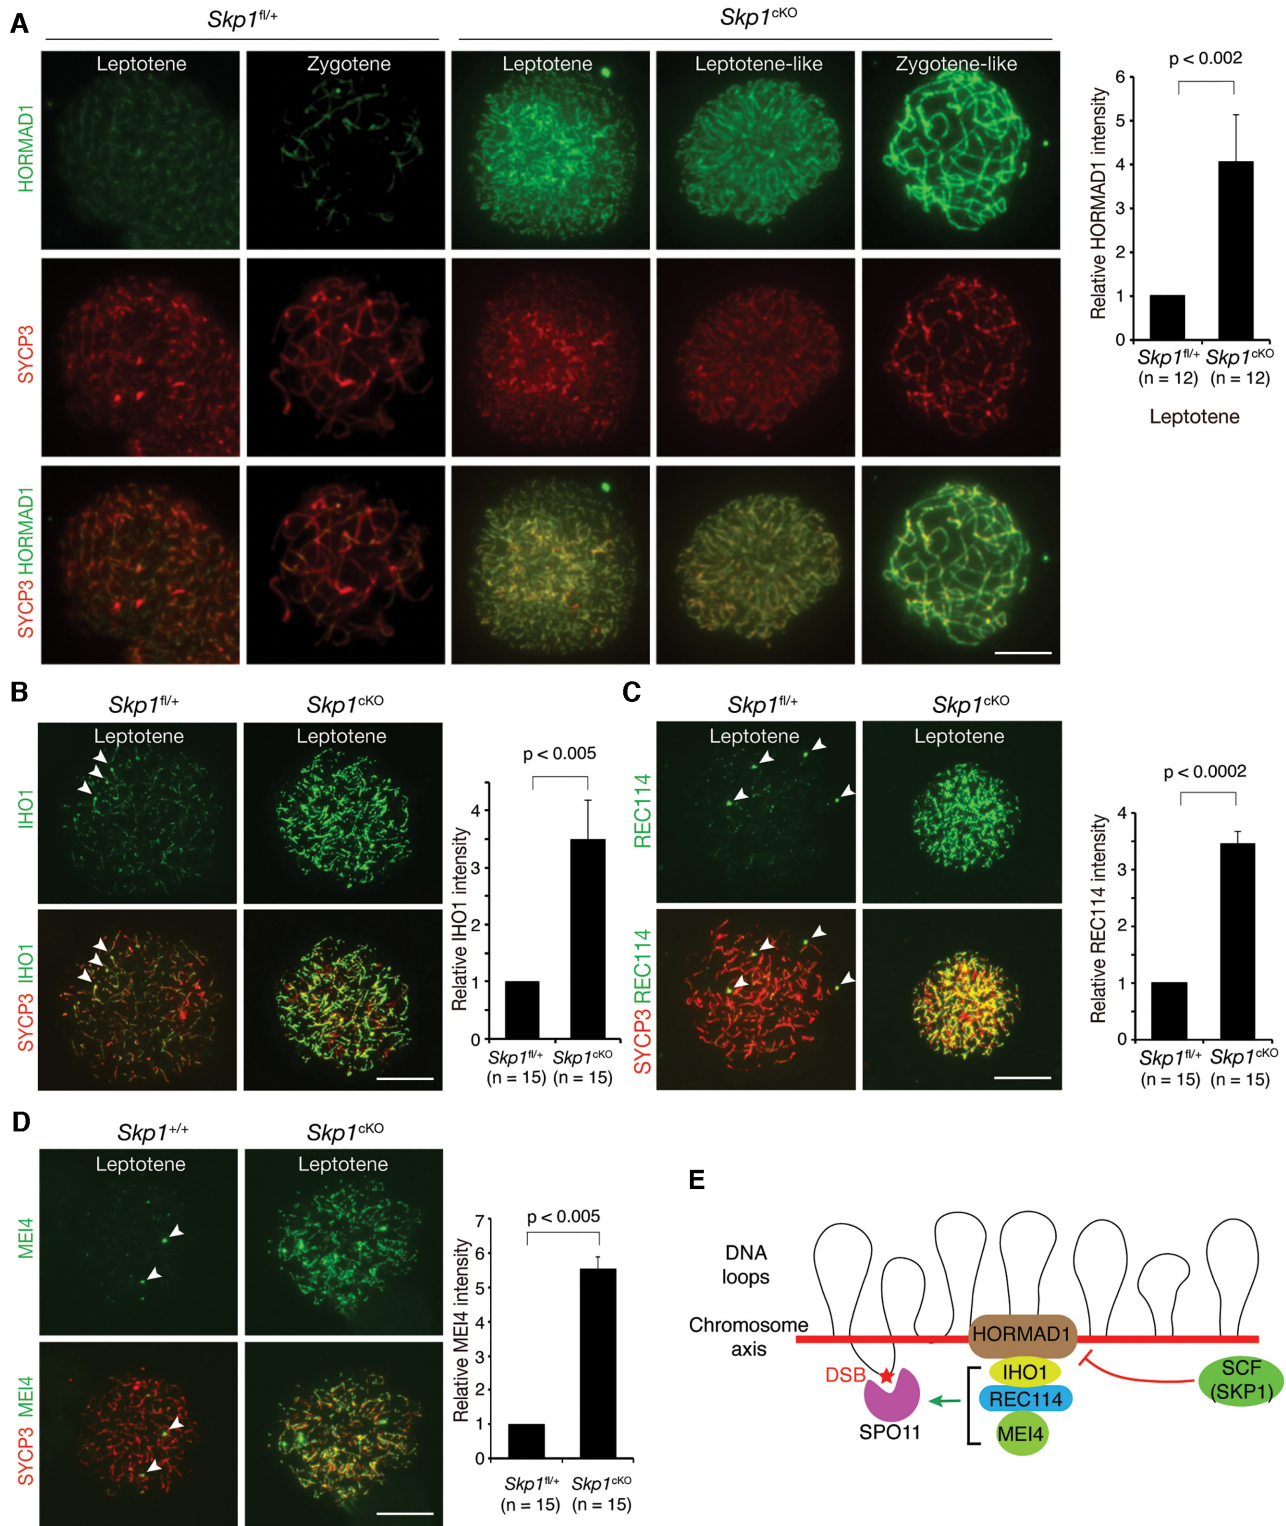 A
Skp1fl/+
Skp1cKO
Leptotene
Zygotene
Leptotene
Leptotene-like
Zygotene-like
HORMAD1
SYCP3
SYCP3 HORMAD1
p < 0.002
Relative HORMAD1 intensity
6
5
4
3
2
1
0
Skp1fl/+
Skp1cKO
(n = 12)
(n = 12)
Leptotene
B
Skp1fl/+
Skp1cKO
Leptotene
Leptotene
IHO1
SYCP3 IHO1
p < 0.005
Relative IHO1 intensity
4
3
2
1
0
Skp1fl/+
Skp1cKO
(n = 15)
(n = 15)
C
Skp1fl/+
Skp1cKO
Leptotene
Leptotene
REC114
SYCP3 REC114
p < 0.0002
Relative REC114 intensity
4
3
2
1
0
Skp1fl/+
Skp1cKO
(n = 15)
(n = 15)
D
Skp1+/+
Skp1cKO
Leptotene
Leptotene
MEI4
SYCP3 MEI4
p < 0.005
Relative MEI4 intensity
7
6
5
4
3
2
1
0
Skp1fl/+
Skp1cKO
(n = 15)
(n = 15)
E
DNA
loops
Chromosome
axis
HORMAD1
IHO1
REC114
MEI4
DSB
SPO11
SCF
(SKP1)